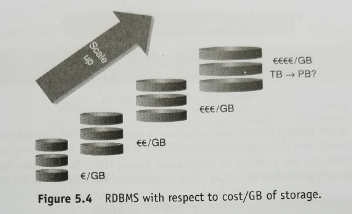 Scale
up
€€€€/GB
TB → PB?
€€€/GB
€€/GB
€/GB
Figure 5.4 RDBMS with respect to cost/GB of storage.